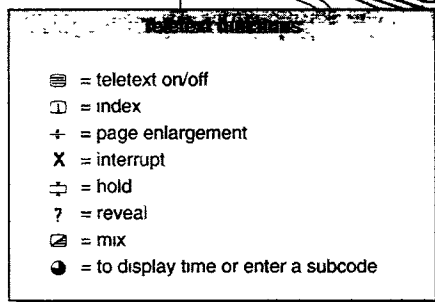 Teletext functions
= teletext on/off
= index
= page enlargement
X = interrupt
= hold
? = reveal
= mix
= to display time or enter a subcode